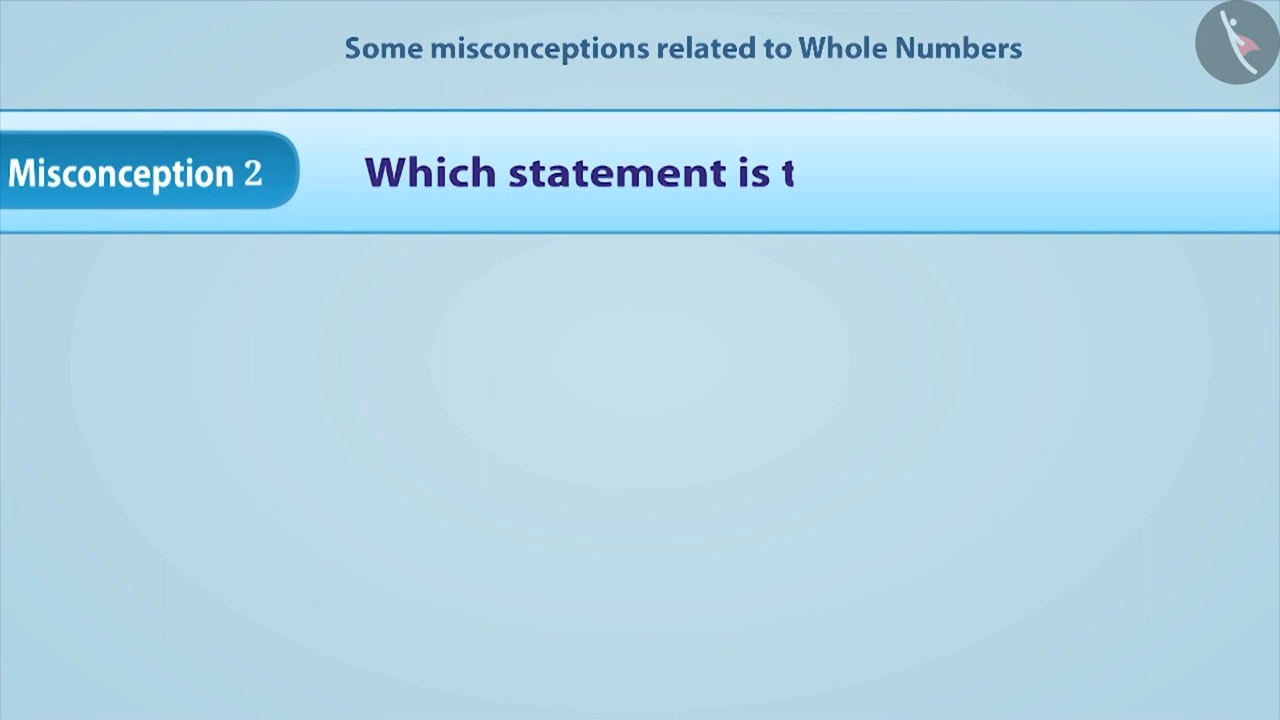 Some misconceptions related to Whole Numbers
Misconception 2
Which statement is t